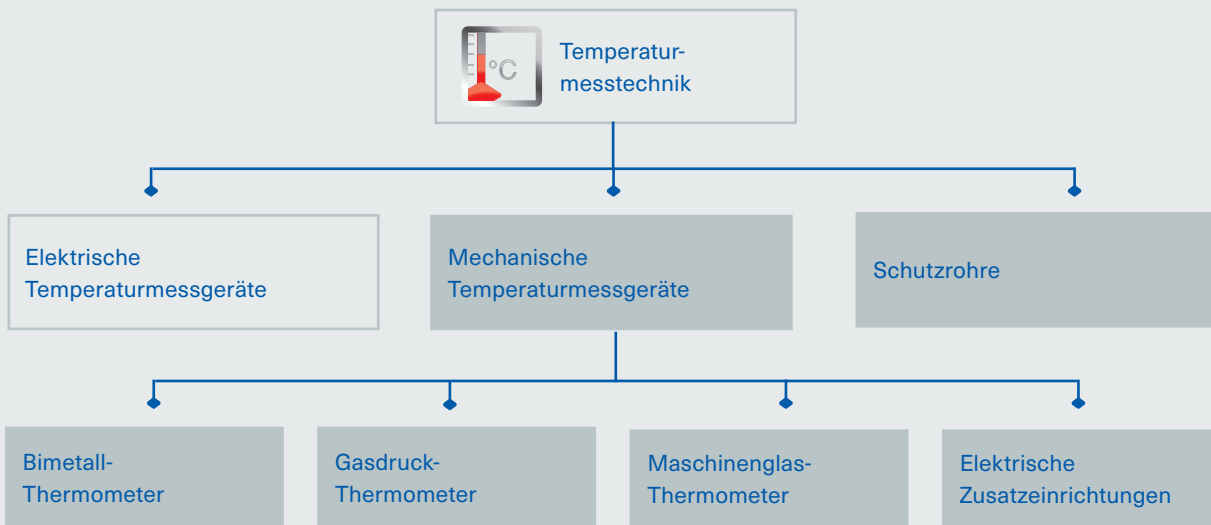 °C
Temperatur-
messtechnik
Elektrische
Temperaturmessgeräte
Mechanische
Temperaturmessgeräte
Schutzrohre
Bimetall-
Thermometer
Gasdruck-
Thermometer
Maschinenglas-
Thermometer
Elektrische
Zusatzeinrichtungen